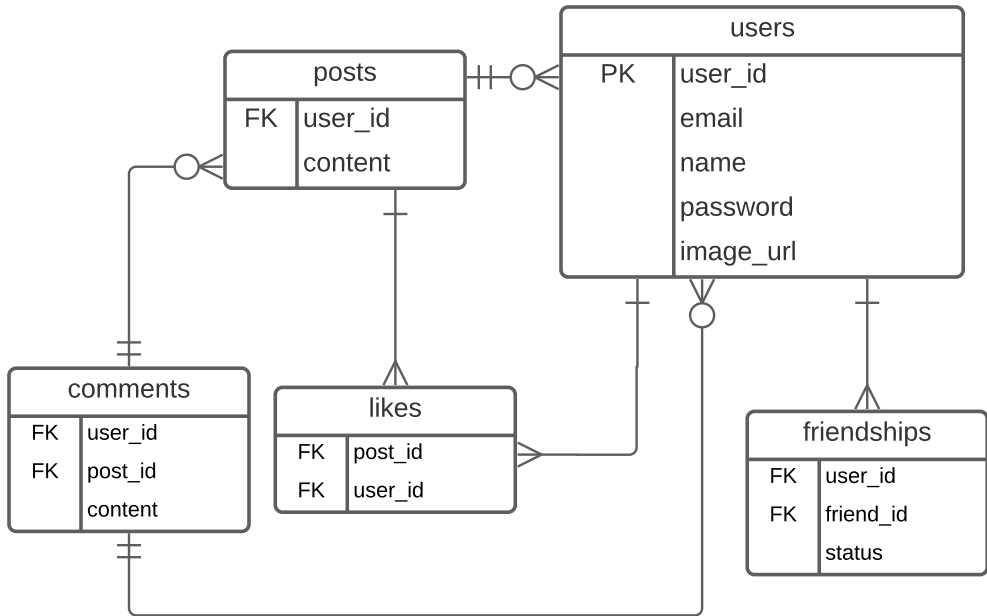 users
PK user_id
email
name
password
image_url
posts
FK user_id
content
comments
FK user_id
FK post_id
content
likes
FK post_id
FK user_id
friendships
FK user_id
FK friend_id
status